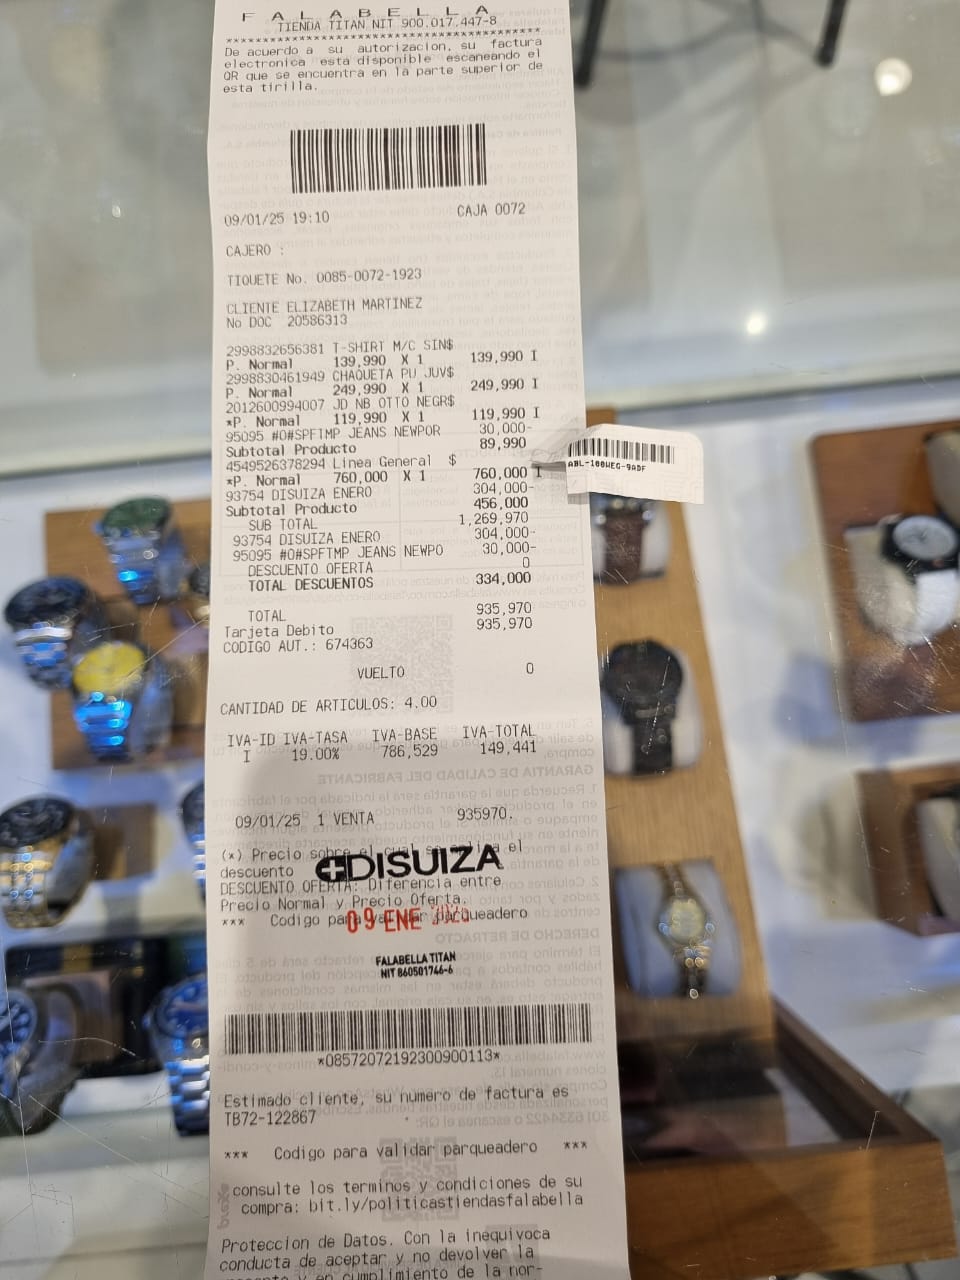 F A L A B E L L A
TIENDA TITAN NIT 900.017.447-8
****************************************
De acuerdo a su autorizacion, su factura
electronica esta disponible escaneando el
QR que se encuentra en la parte superior de
esta tirilla.
09/01/25 19:10 CAJA 0072
CAJERO :
TIQUETE No. 0085-0072-1923
CLIENTE ELIZABETH MARTINEZ
No DOC 20586313
2998832656381 T-SHIRT M/C SIN$
P. Normal 139,990 X 1 139,990 I
2998830461949 CHAQUETA PU JUV$
P. Normal 249,990 X 1 249,990 I
2012600994007 JD NB OTTO NEGR$
*P. Normal 119,990 X 1 119,990 I
95095 #O#SPFTMP JEANS NEWPOR 30,000-
Subtotal Producto 89,990
4549526378294 Linea General $
*P. Normal 760,000 X 1 760,000 I
93754 DISUIZA ENERO 304,000-
Subtotal Producto 456,000
SUB TOTAL 1,269,970
93754 DISUIZA ENERO 304,000-
95095 #O#SPFTMP JEANS NEWPO 30,000-
DESCUENTO OFERTA 0
TOTAL DESCUENTOS 334,000
TOTAL 935,970
Tarjeta Debito 935,970
CODIGO AUT.: 674363
VUELTO 0
CANTIDAD DE ARTICULOS: 4.00
IVA-ID IVA-TASA IVA-BASE IVA-TOTAL
I 19.00% 786,529 149,441
09/01/25 1 VENTA 935970.
(*) Precio sobre el cual se aplica el
descuento
DISUIZA
DESCUENTO OFERTA: Diferencia entre
Precio Normal y Precio Oferta.
*** Codigo para validar parqueadero
09 ENE 2025
FALABELLA TITAN
NIT 860501746-6
*08572072192300900113*
Estimado cliente, su numero de factura es
TB72-122867
*** Codigo para validar parqueadero ***
consulte los terminos y condiciones de su
compra: bit.ly/politicastiendasfalabella
Proteccion de Datos. Con la inequivoca
conducta de aceptar y no devolver la
y en cumplimiento de la nor-
ABL-100WEG-9ADF